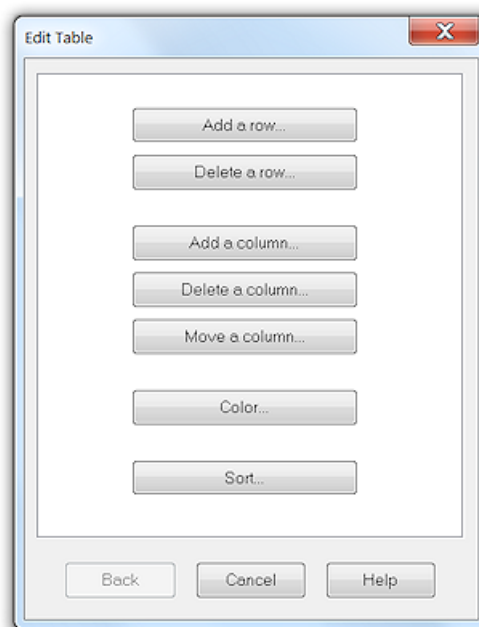 Edit Table
Add a row...
Delete a row...
Add a column...
Delete a column...
Move a column...
Color...
Sort...
Back Cancel Help